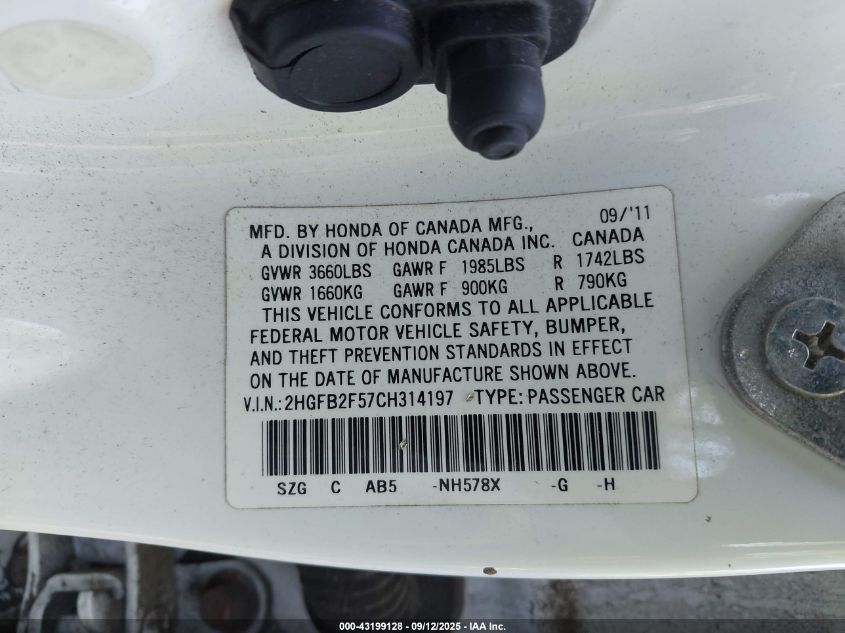 MFD. BY HONDA OF CANADA MFG., 09/'11
A DIVISION OF HONDA CANADA INC. CANADA
GVWR 3660LBS GAWR F 1985LBS R 1742LBS
GVWR 1660KG GAWR F 900KG R 790KG
THIS VEHICLE CONFORMS TO ALL APPLICABLE
FEDERAL MOTOR VEHICLE SAFETY, BUMPER,
AND THEFT PREVENTION STANDARDS IN EFFECT
ON THE DATE OF MANUFACTURE SHOWN ABOVE.
V.I.N.:2HGFB2F57CH314197 TYPE: PASSENGER CAR
SZG C AB5 -NH578X -G -H
000-43199128 - 09/12/2025 - IAA Inc.